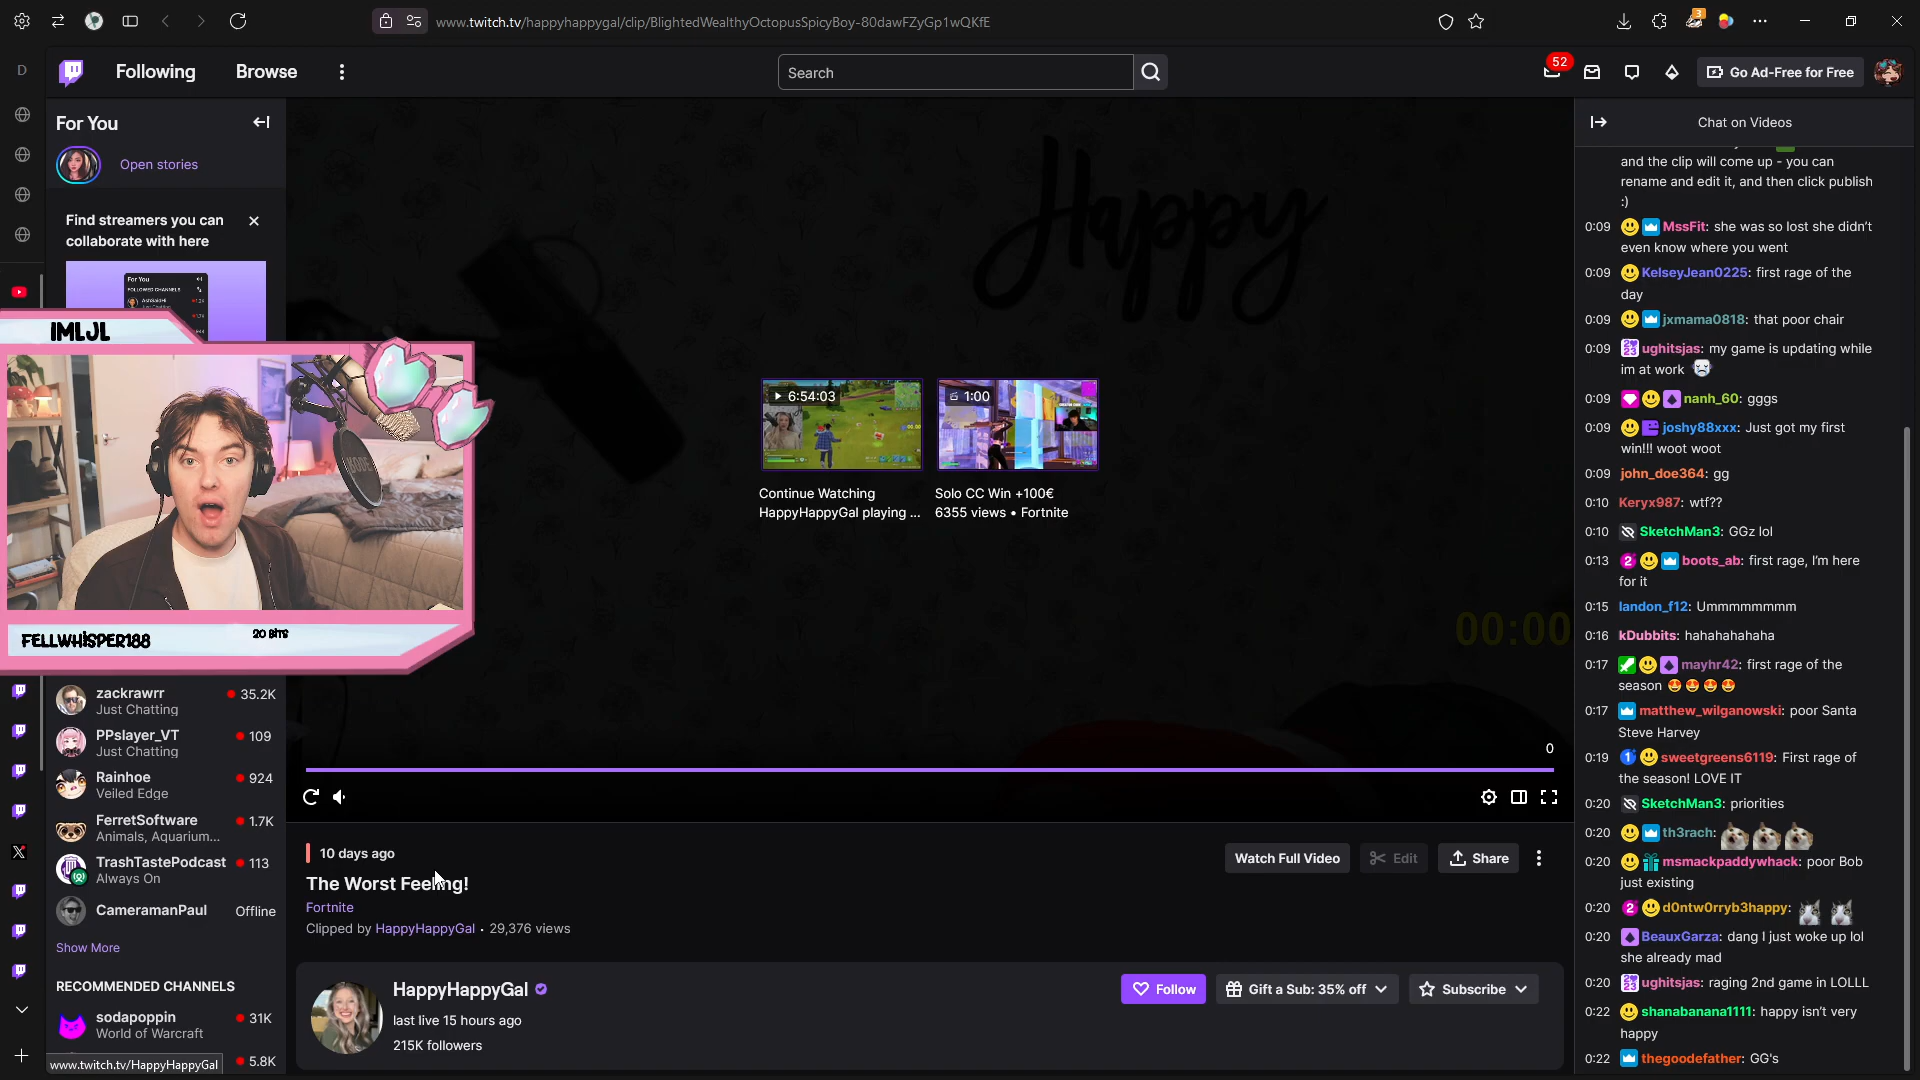 www.twitch.tv/happyhappygal/clip/BlightedWealthyOctopusSpicyBoy-80dawFZyGp1wQKfE
3
D
Following
Browse
Search
52
Go Ad-Free for Free
For You
Open stories
Find streamers you can
collaborate with here
For You
FOLLOWED CHANNELS
IMLJL
RODE
FELLWHISPER188
20 BITS
zackrawrr
35.2K
Just Chatting
PPslayer_VT
109
Just Chatting
Rainhoe
924
Veiled Edge
FerretSoftware
1.7K
Animals, Aquarium...
TrashTastePodcast
113
Always On
CameramanPaul
Offline
Show More
RECOMMENDED CHANNELS
sodapoppin
31K
World of Warcraft
5.8K
www.twitch.tv/HappyHappyGal
Happy
6:54:03
1:00
Continue Watching
HappyHappyGal playing ...
Solo CC Win +100€
6355 views • Fortnite
00:00
0
10 days ago
The Worst Feeling!
Fortnite
Clipped by HappyHappyGal · 29,376 views
Watch Full Video
Edit
Share
HappyHappyGal
last live 15 hours ago
215K followers
Follow
Gift a Sub: 35% off
Subscribe
Chat on Videos
and the clip will come up - you can
rename and edit it, and then click publish
:)
0:09 MssFit: she was so lost she didn't
even know where you went
0:09 KelseyJean0225: first rage of the
day
0:09 jxmama0818: that poor chair
0:09 ughitsjas: my game is updating while
im at work
0:09 nanh_60: gggs
0:09 joshy88xxx: Just got my first
win!!! woot woot
0:09 john_doe364: gg
0:10 Keryx987: wtf??
0:10 SketchMan3: GGz lol
0:13 boots_ab: first rage, I'm here
for it
0:15 landon_f12: Ummmmmmmm
0:16 kDubbits: hahahahahaha
0:17 mayhr42: first rage of the
season 😍😍😍😍
0:17 matthew_wilganowski: poor Santa
Steve Harvey
0:19 sweetgreens6119: First rage of
the season! LOVE IT
0:20 SketchMan3: priorities
0:20 th3rach:
0:20 msmackpaddywhack: poor Bob
just existing
0:20 d0ntw0rryb3happy:
0:20 BeauxGarza: dang I just woke up lol
she already mad
0:20 ughitsjas: raging 2nd game in LOLLL
0:22 shanabanana1111: happy isn't very
happy
0:22 thegoodefather: GG's